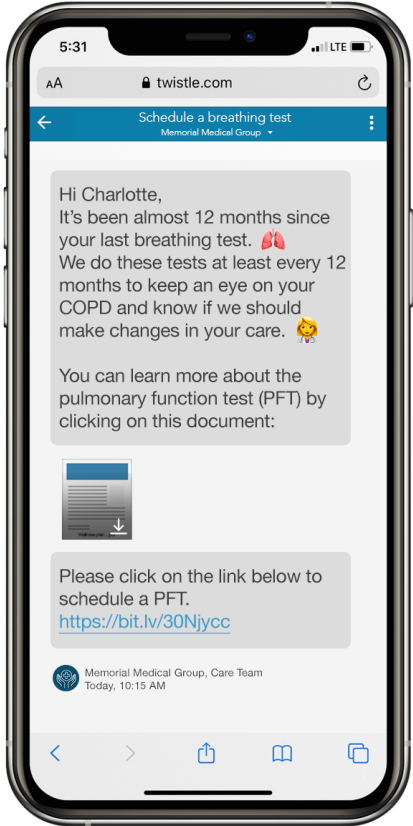 5:31
LTE
AA
twistle.com
Schedule a breathing test
Memorial Medical Group
Hi Charlotte,
It's been almost 12 months since
your last breathing test. 🫁
We do these tests at least every 12
months to keep an eye on your
COPD and know if we should
make changes in your care. 👩‍⚕️
You can learn more about the
pulmonary function test (PFT) by
clicking on this document:
Please click on the link below to
schedule a PFT.
https://bit.lv/30Njycc
Memorial Medical Group, Care Team
Today, 10:15 AM